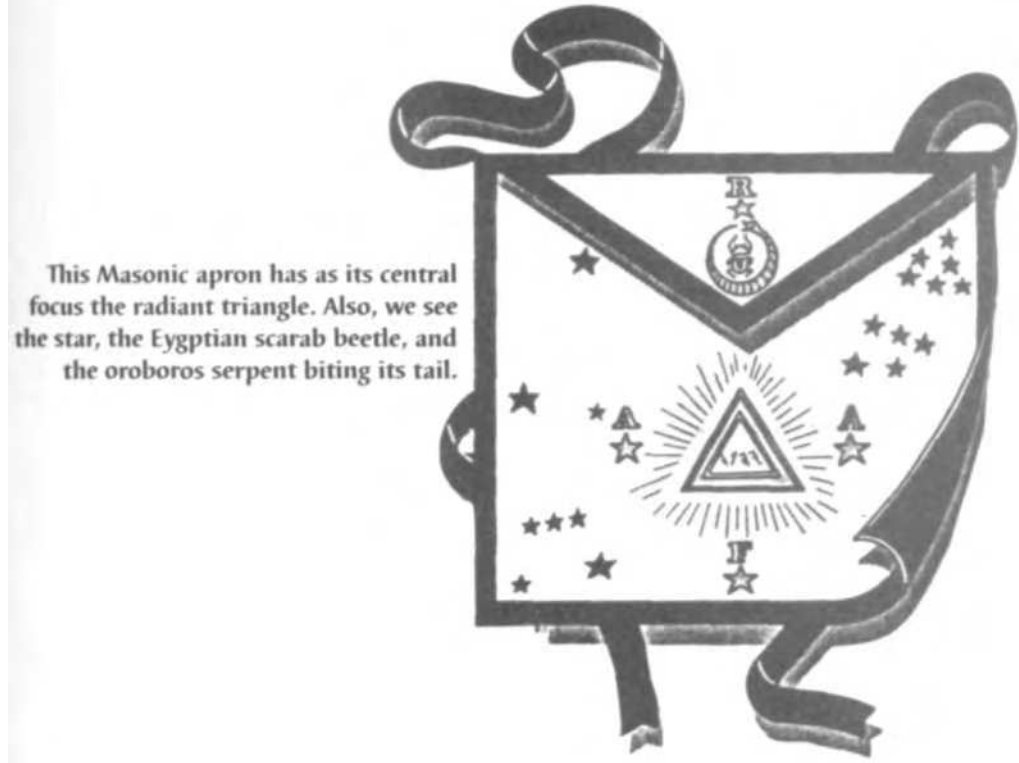 R
This Masonic apron has as its central
focus the radiant triangle. Also, we see
the star, the Eygptian scarab beetle, and
the oroboros serpent biting its tail.
A A
F